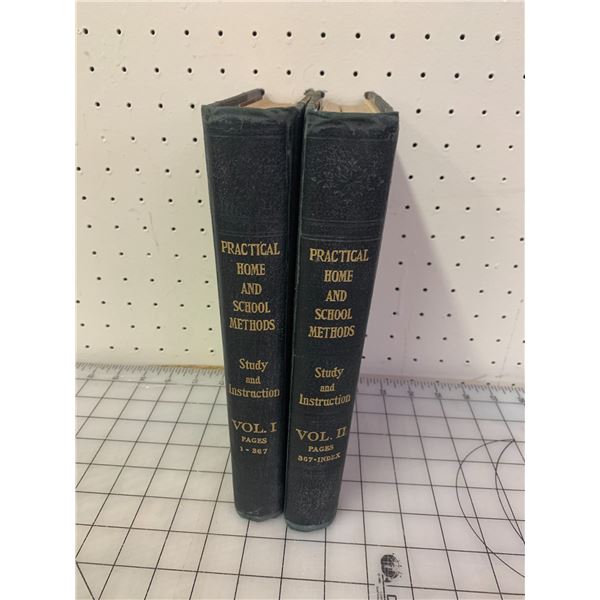 PRACTICAL
HOME
AND
SCHOOL
METHODS
Study
and
Instruction
VOL. I
PAGES
1-367
PRACTICAL
HOME
AND
SCHOOL
METHODS
Study
and
Instruction
VOL. II
PAGES
367-INDEX